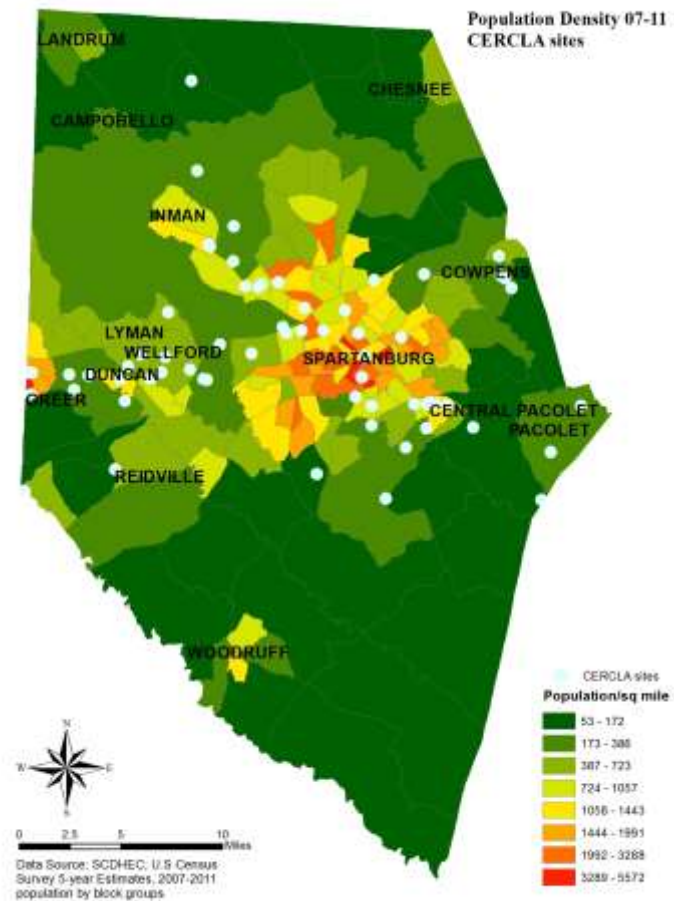 Population Density 07-11
CERCLA sites
LANDRUM
CHESNEE
CAMPOBELLO
INMAN
COWPENS
LYMAN
WELLFORD
SPARTANBURG
DUNCAN
GREER
CENTRAL PACOLET
PACOLET
REIDVILLE
WOODRUFF
CERCLA sites
Population/sq mile
53 - 172
173 - 386
387 - 723
724 - 1057
1058 - 1443
1444 - 1991
1992 - 3288
3289 - 5572
N
W
E
S
0 2.5 5 10
Miles
Data Source: SCDHEC, U.S Census
Survey 5-year Estimates, 2007-2011
population by block groups